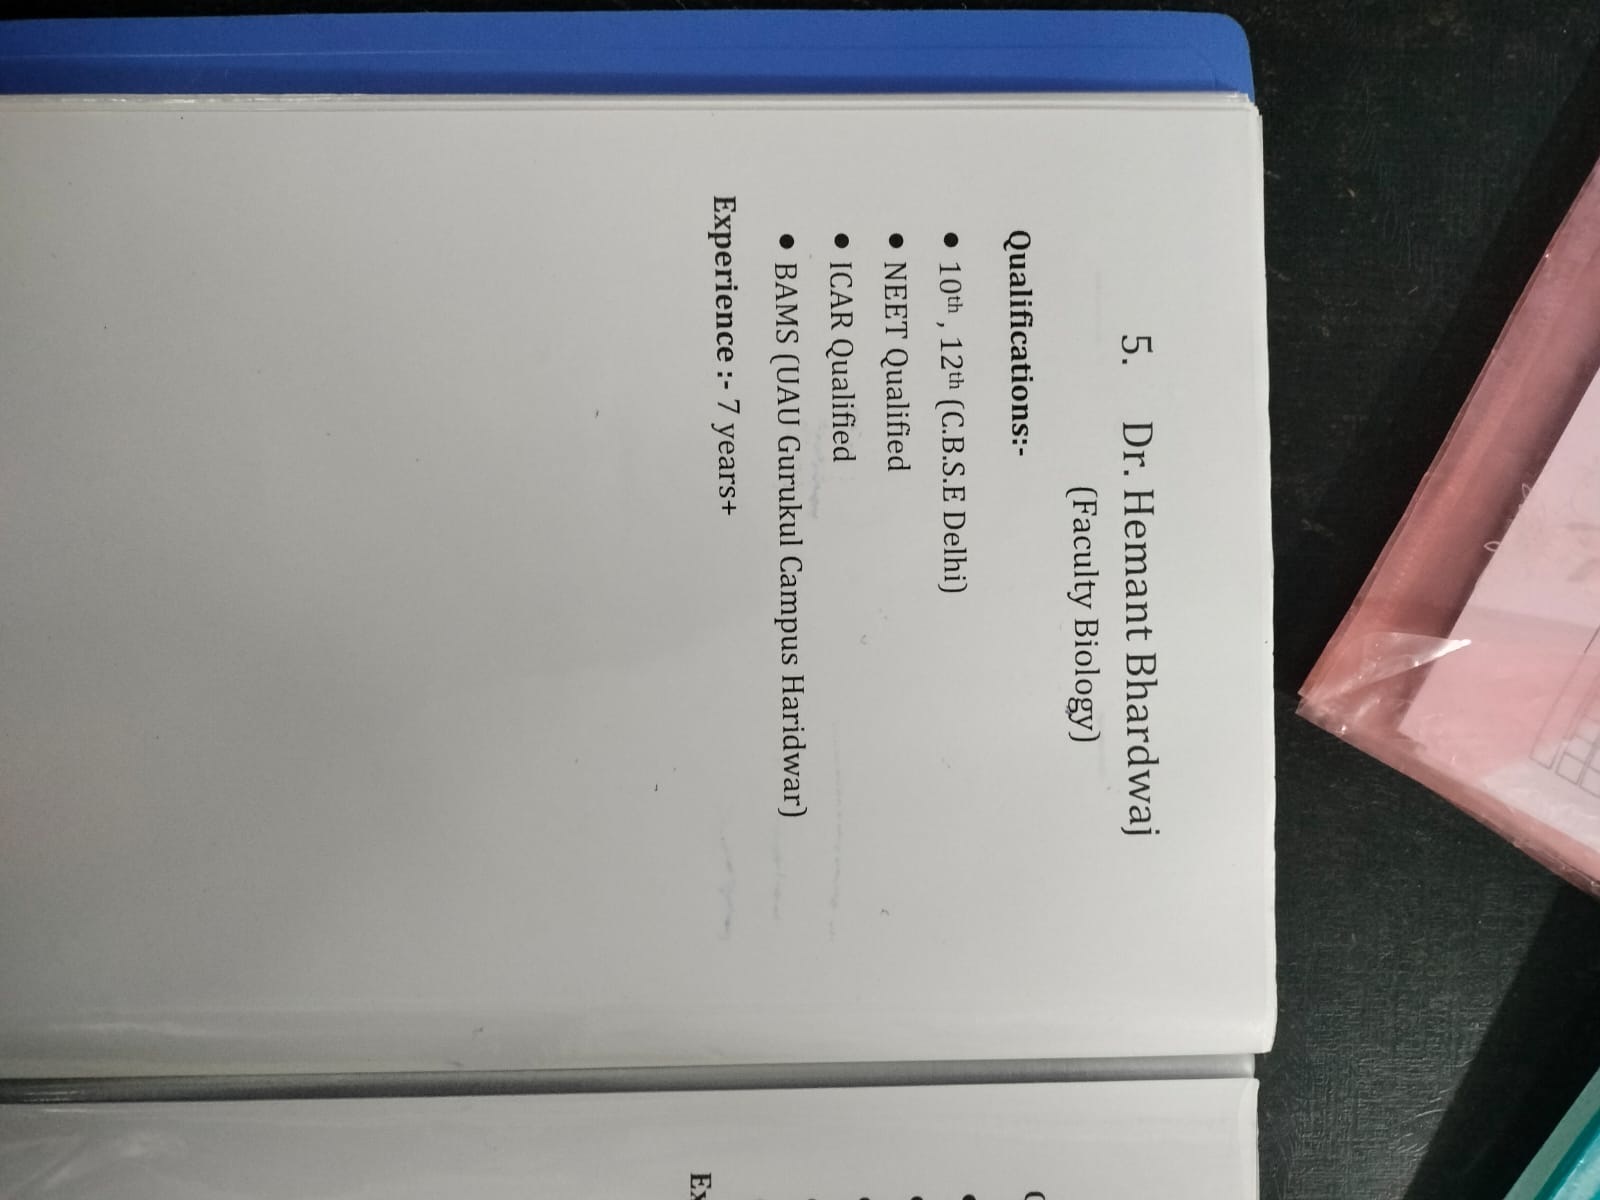 5. Dr. Hemant Bhardwaj
(Faculty Biology)
Qualifications:-
● 10th , 12th (C.B.S.E Delhi)
● NEET Qualified
● ICAR Qualified
● BAMS (UAU Gurukul Campus Haridwar)
Experience :- 7 years+
Ex